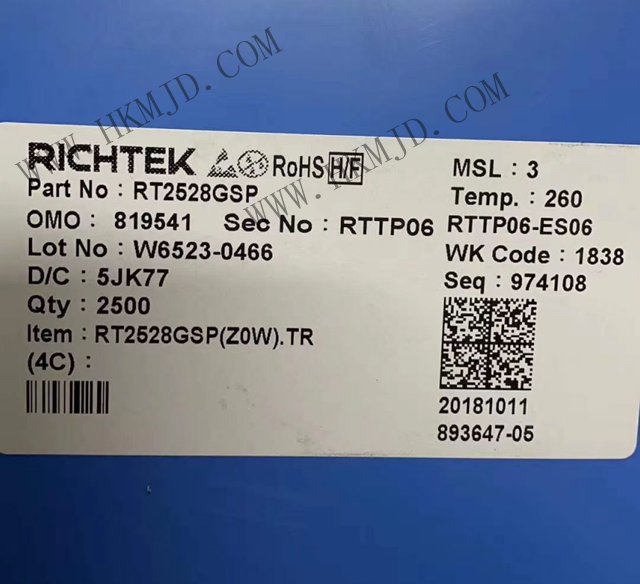 WWW.HKMJD.COM
WWW.HKMJD.COM
RICHTEK RoHS H/F
Part No : RT2528GSP
OMO : 819541 Sec No : RTTP06
Lot No : W6523-0466
D/C : 5JK77
Qty : 2500
Item : RT2528GSP(Z0W).TR
(4C) :
MSL : 3
Temp. : 260
RTTP06-ES06
WK Code : 1838
Seq : 974108
20181011
893647-05